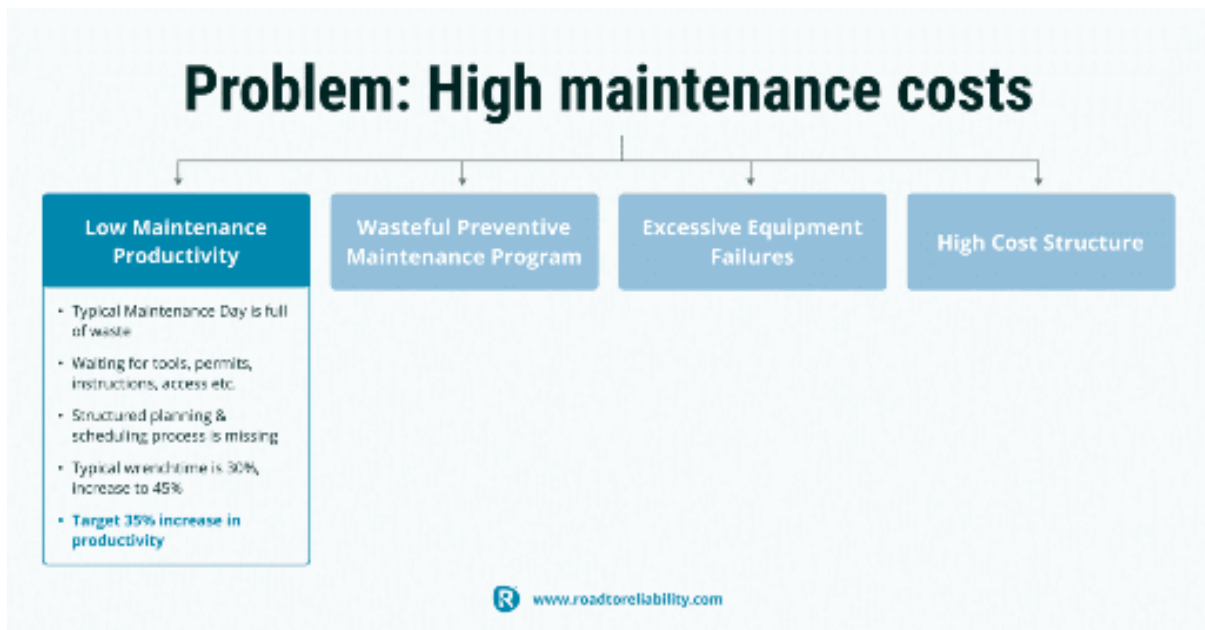 Problem: High maintenance costs
Low Maintenance
Productivity
• Typical Maintenance Day is full
of waste
• Waiting for tools, permits,
instructions, access etc.
• Structured planning &
scheduling process is missing
• Typical wrenchtime is 30%,
increase to 45%
• Target 35% increase in
productivity
Wasteful Preventive
Maintenance Program
Excessive Equipment
Failures
High Cost Structure
R www.roadtoreliability.com